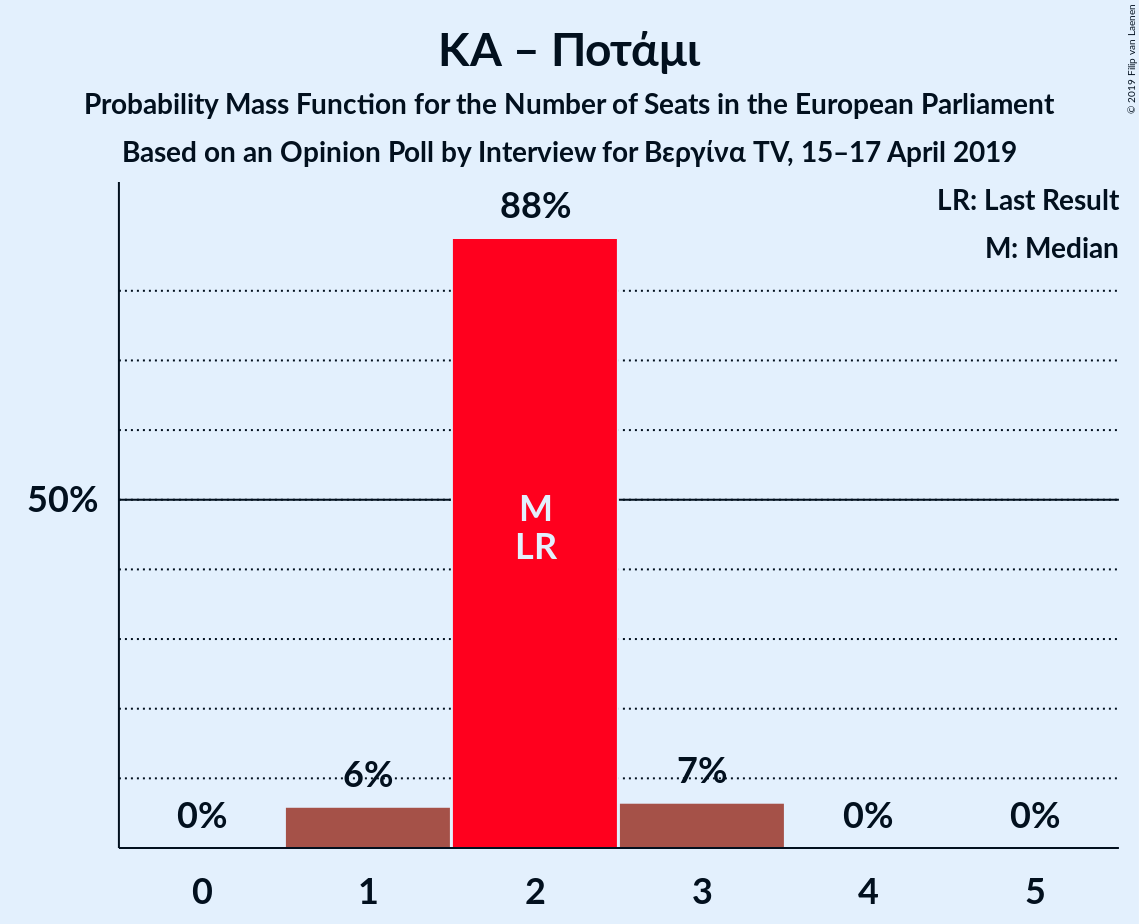 ΚΑ – Ποτάμι
Probability Mass Function for the Number of Seats in the European Parliament
Based on an Opinion Poll by Interview for Βεργίνα TV, 15–17 April 2019
© 2019 Filip van Laenen
LR: Last Result
M: Median
88%
50%
M
LR
6%
7%
0%
0%
0%
0
1
2
3
4
5